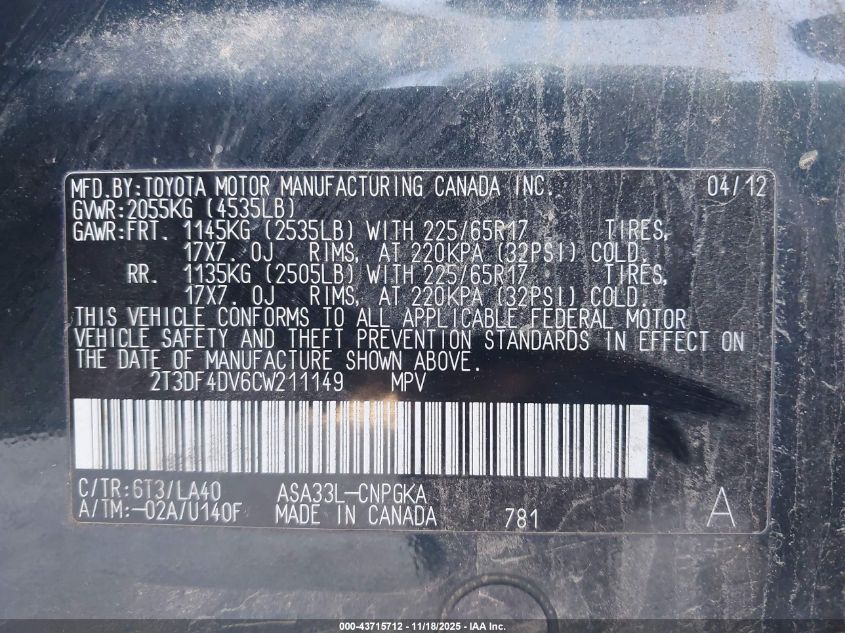 MFD.BY:TOYOTA MOTOR MANUFACTURING CANADA INC. 04/12
GVWR:2055KG (4535LB)
GAWR:FRT. 1145KG (2535LB) WITH 225/65R17 TIRES,
17X7.0J RIMS, AT 220KPA (32PSI) COLD.
RR. 1135KG (2505LB) WITH 225/65R17 TIRES,
17X7.0J RIMS, AT 220KPA (32PSI) COLD.
THIS VEHICLE CONFORMS TO ALL APPLICABLE FEDERAL MOTOR
VEHICLE SAFETY AND THEFT PREVENTION STANDARDS IN EFFECT ON
THE DATE OF MANUFACTURE SHOWN ABOVE.
2T3DF4DV6CW211149 MPV
C/TR:6T3/LA40 ASA33L-CNPGKA
A/TM:-02A/U140F MADE IN CANADA 781 A
000-43715712 - 11/18/2025 - IAA Inc.